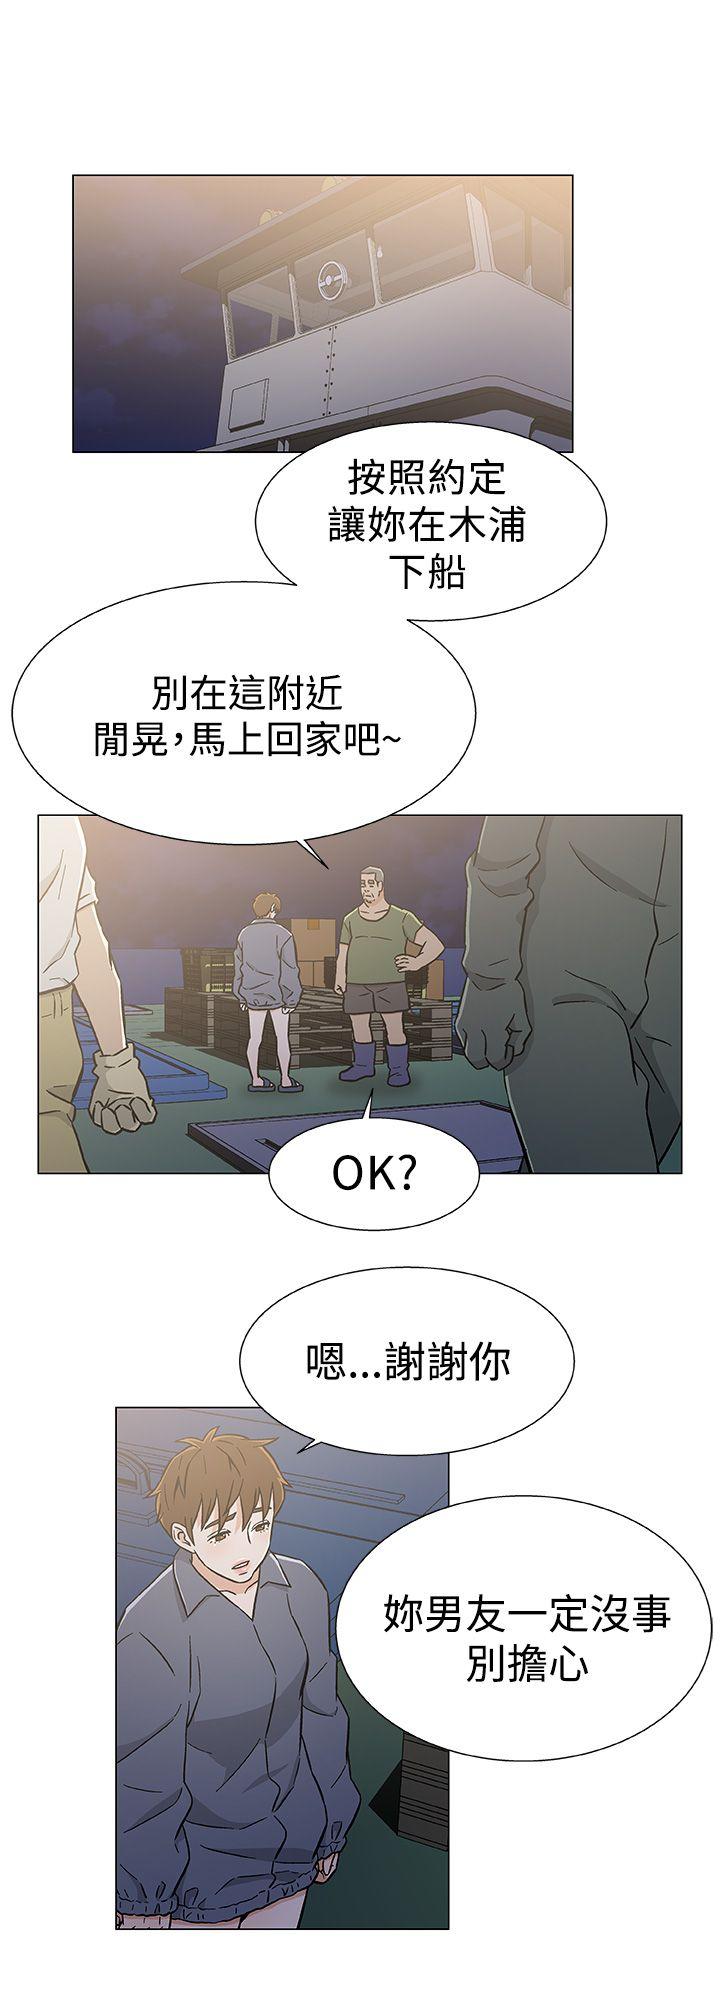 按照約定
讓妳在木浦
下船
別在這附近
閒晃，馬上回家吧~
OK?
嗯...謝謝你
妳男友一定沒事
別擔心